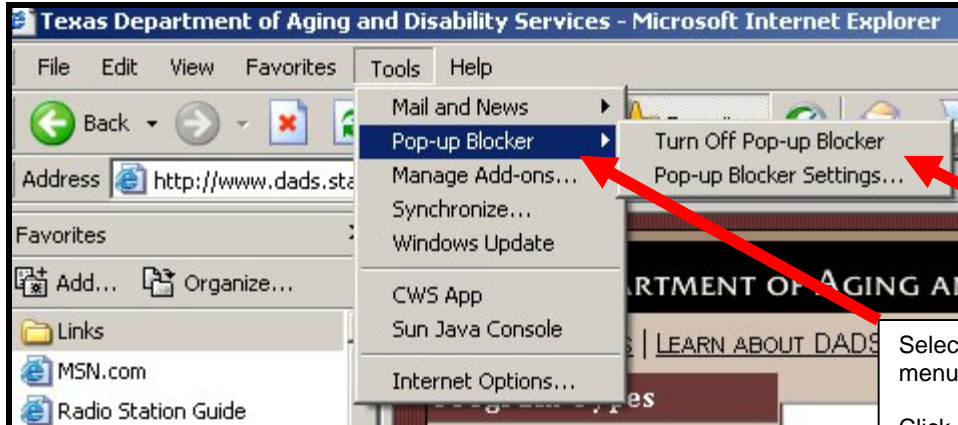 Texas Department of Aging and Disability Services - Microsoft Internet Explorer
File Edit View Favorites Tools Help
Back
Address http://www.dads.sta
Favorites
Add... Organize...
Links
MSN.com
Radio Station Guide
Mail and News
Pop-up Blocker
Manage Add-ons...
Synchronize...
Windows Update
CWS App
Sun Java Console
Internet Options...
Turn Off Pop-up Blocker
Pop-up Blocker Settings...
RTMENT OF AGING A
| LEARN ABOUT DADS
Selec
menu
Click